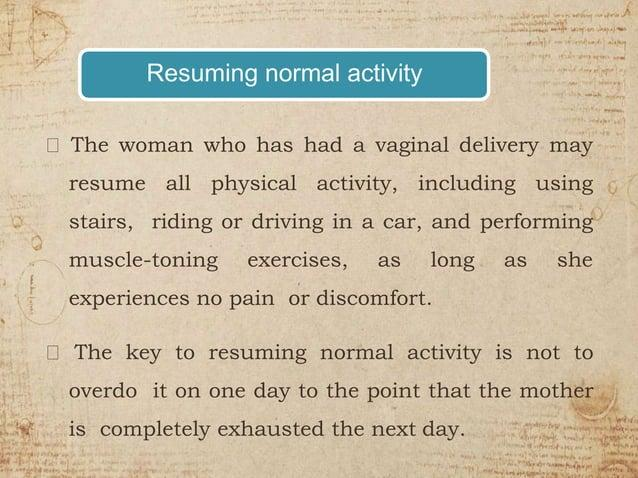 Resuming normal activity
The woman who has had a vaginal delivery may
resume all physical activity, including using
stairs, riding or driving in a car, and performing
muscle-toning exercises, as long as she
experiences no pain or discomfort.
The key to resuming normal activity is not to
overdo it on one day to the point that the mother
is completely exhausted the next day.